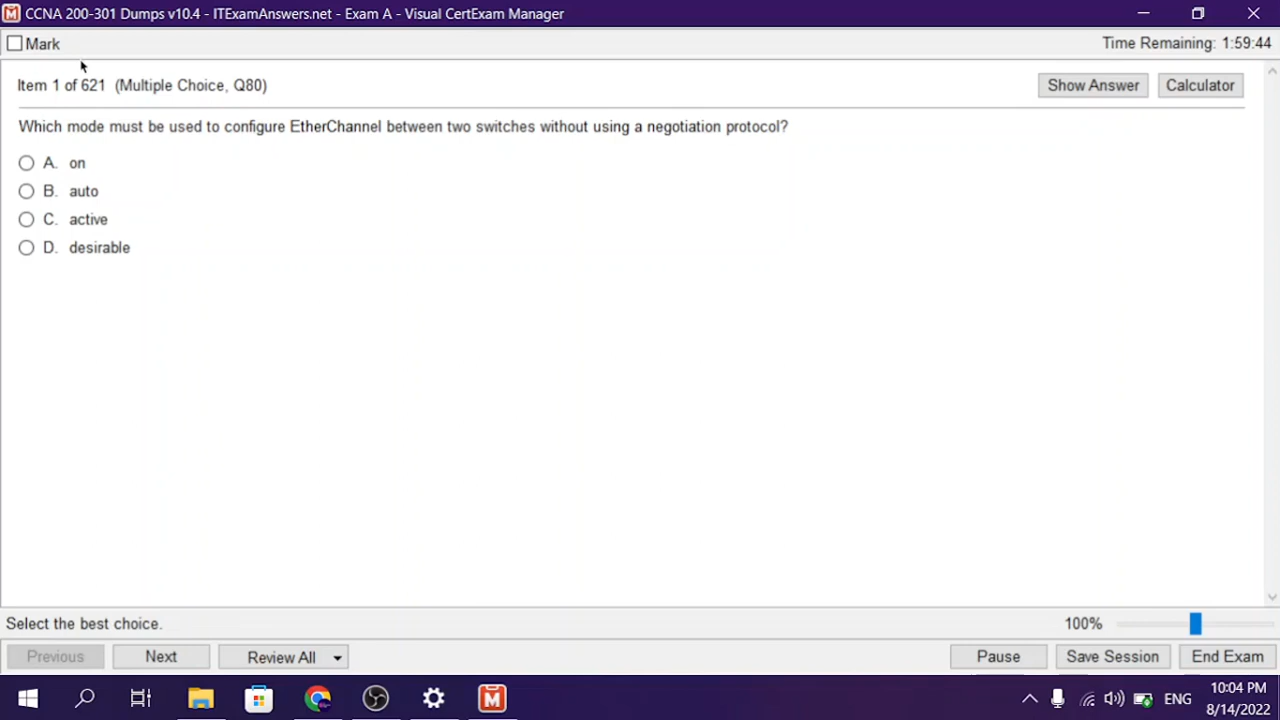 CCNA 200-301 Dumps v10.4 - ITExamAnswers.net - Exam A - Visual CertExam Manager
Mark
Time Remaining: 1:59:44
Item 1 of 621 (Multiple Choice, Q80)
Show Answer
Calculator
Which mode must be used to configure EtherChannel between two switches without using a negotiation protocol?
A. on
B. auto
C. active
D. desirable
Select the best choice.
100%
Previous
Next
Review All
Pause
Save Session
End Exam
ENG
10:04 PM
8/14/2022